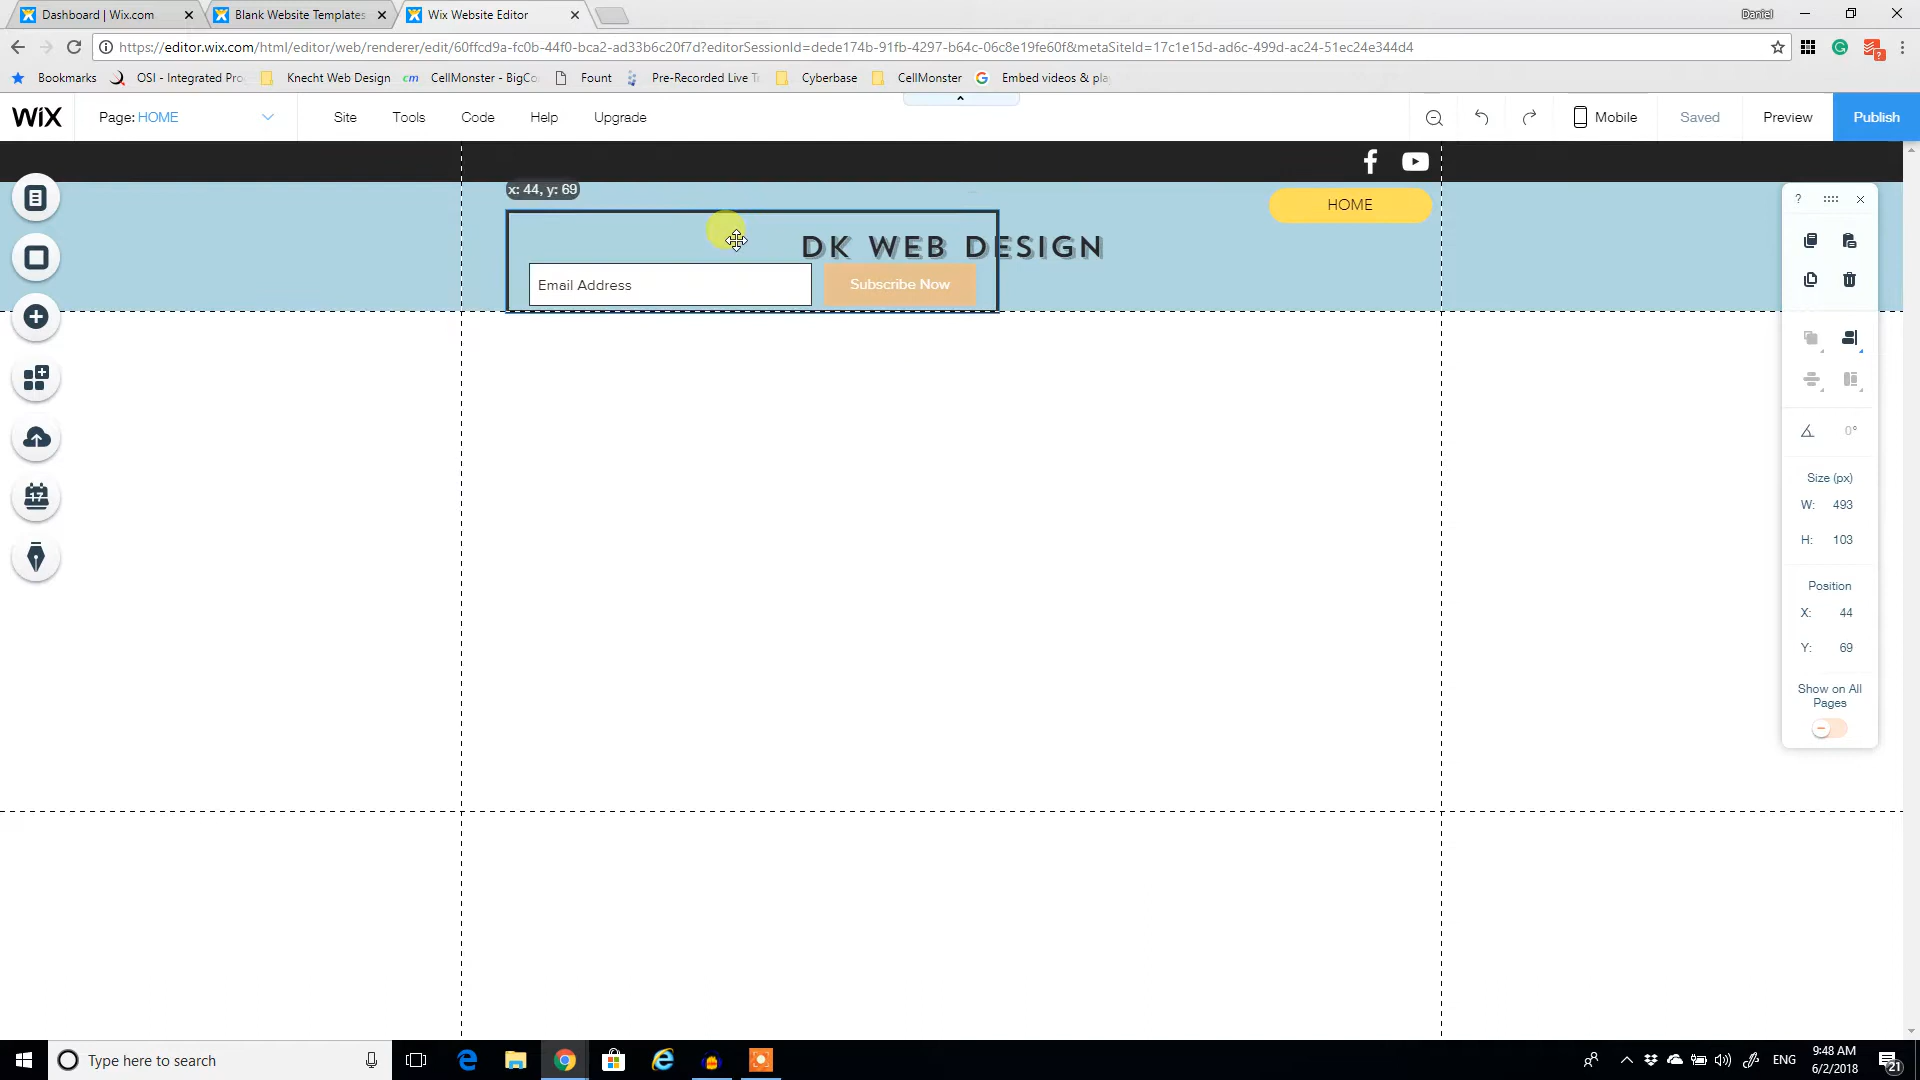 Dashboard | Wix.com
Blank Website Templates
Wix Website Editor
Daniel
https://editor.wix.com/html/editor/web/renderer/edit/60ffcd9a-fc0b-44f0-bca2-ad33b6c20f7d?editorSessionId=dede174b-91fb-4297-b64c-06c8e19fe60f&metaSiteId=17c1e15d-ad6c-499d-ac24-51ec24e344d4
Bookmarks
OSI - Integrated Pro
Knecht Web Design
cm
CellMonster - BigCo
Fount
Pre-Recorded Live T
Cyberbase
CellMonster
Embed videos & pla
WiX
Page: HOME
Site
Tools
Code
Help
Upgrade
Mobile
Saved
Preview
Publish
x: 44, y: 69
HOME
DK WEB DESIGN
Email Address
Subscribe Now
?
0°
Size (px)
W: 493
H: 103
Position
X: 44
Y: 69
Show on All
Pages
17
Type here to search
ENG
9:48 AM
6/2/2018
21